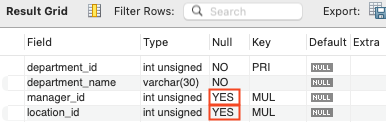 Result Grid Filter Rows: Search Export:
Field Type Null Key Default Extra
department_id int unsigned NO PRI NULL
department_name varchar(30) NO NULL
manager_id int unsigned YES MUL NULL
location_id int unsigned YES MUL NULL